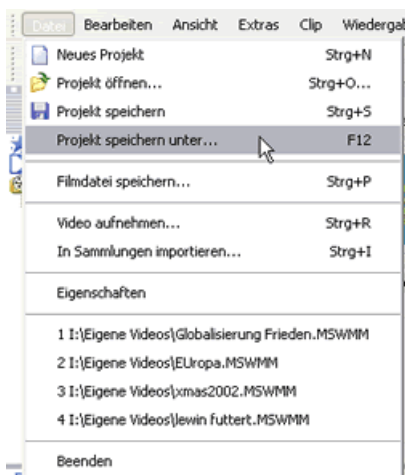 Datei Bearbeiten Ansicht Extras Clip Wiedergab
Neues Projekt Strg+N
Projekt öffnen... Strg+O...
Projekt speichern Strg+S
Projekt speichern unter... F12
Filmdatei speichern... Strg+P
Video aufnehmen... Strg+R
In Sammlungen importieren... Strg+I
Eigenschaften
1 I:\Eigene Videos\Globalisierung Frieden.MSWMM
2 I:\Eigene Videos\EUropa.MSWMM
3 I:\Eigene Videos\xmas2002.MSWMM
4 I:\Eigene Videos\lewin futtert.MSWMM
Beenden